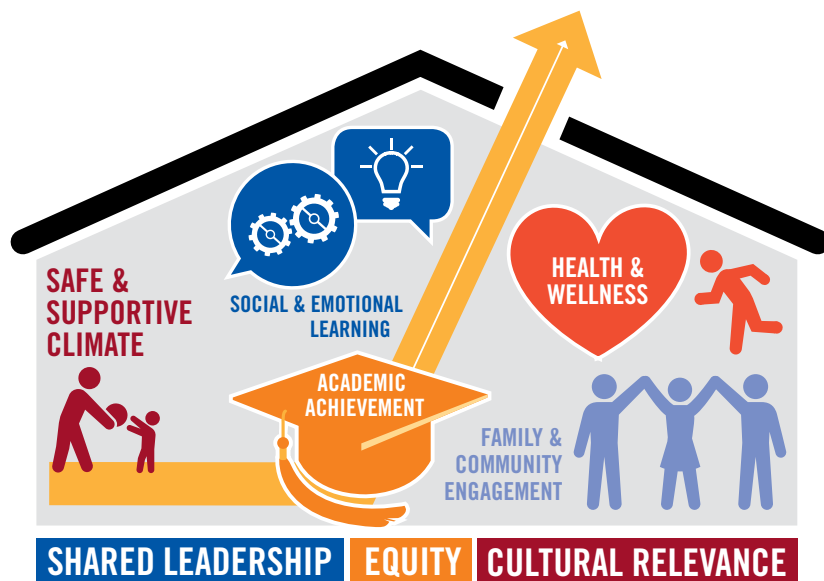 SAFE &
SUPPORTIVE
CLIMATE
SOCIAL & EMOTIONAL
LEARNING
HEALTH &
WELLNESS
ACADEMIC
ACHIEVEMENT
FAMILY &
COMMUNITY
ENGAGEMENT
SHARED LEADERSHIP
EQUITY
CULTURAL RELEVANCE